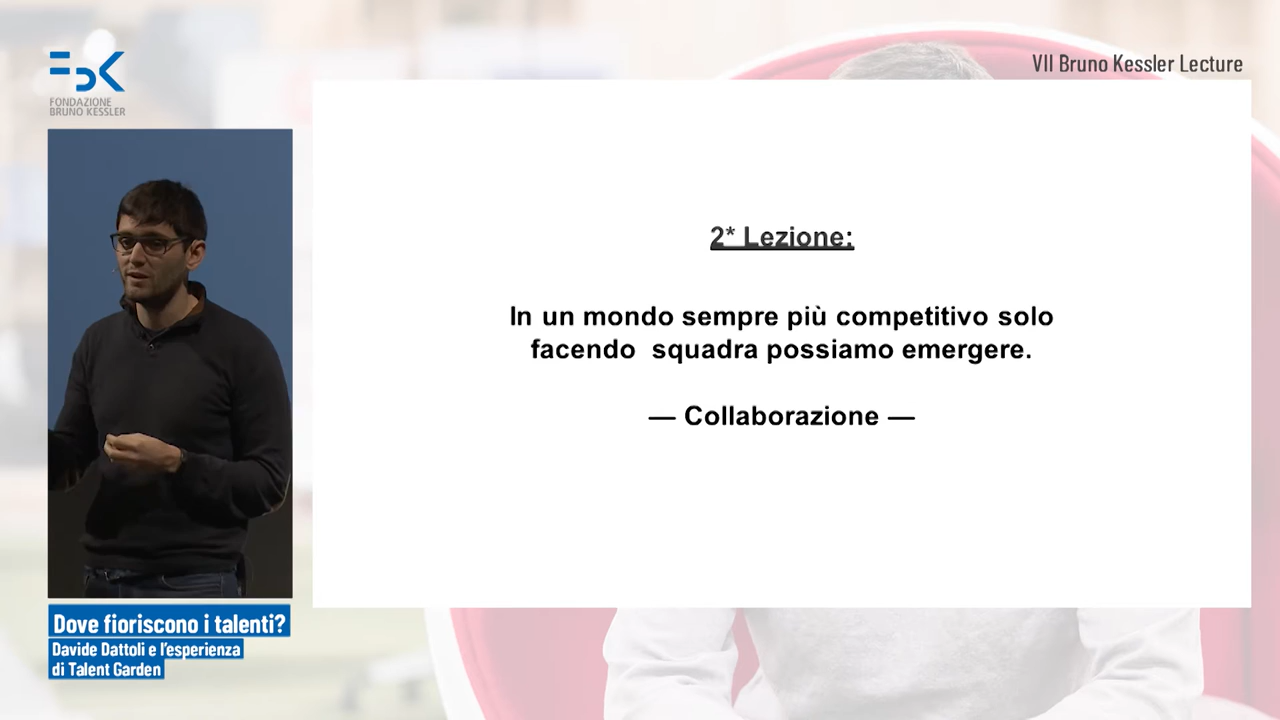 FONDAZIONE
BRUNO KESSLER
VII Bruno Kessler Lecture
2* Lezione:
In un mondo sempre più competitivo solo
facendo squadra possiamo emergere.
— Collaborazione —
Dove fioriscono i talenti?
Davide Dattoli e l'esperienza
di Talent Garden